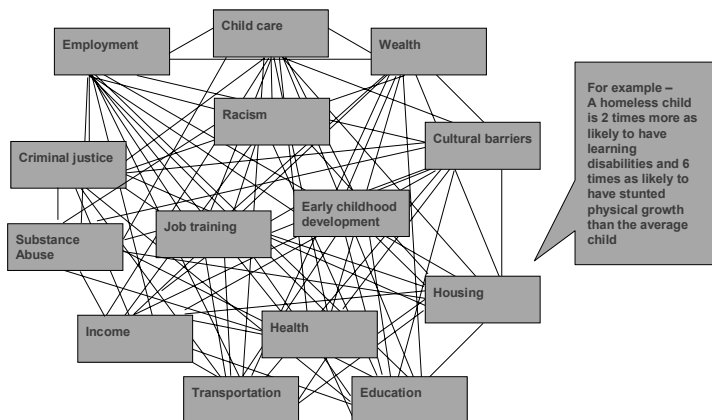 Child care
Employment
Wealth
Racism
Cultural barriers
Criminal justice
Early childhood
development
Job training
Substance
Abuse
Housing
Income
Health
Transportation
Education
For example –
A homeless child
is 2 times more as
likely to have
learning
disabilities and 6
times as likely to
have stunted
physical growth
than the average
child